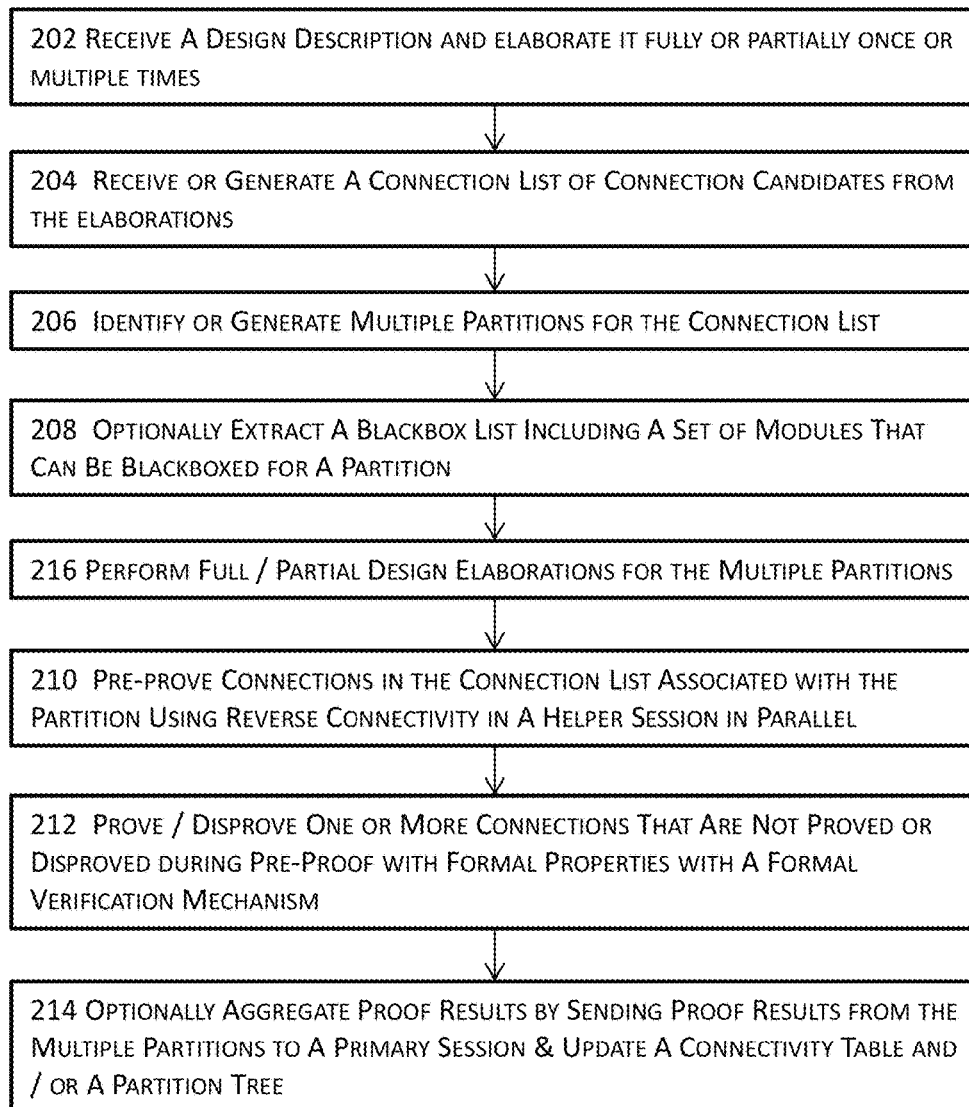 202 Receive A Design Description and elaborate it fully or partially once or
multiple times
204 Receive or Generate A Connection List of Connection Candidates from
the elaborations
206 Identify or Generate Multiple Partitions for the Connection List
208 Optionally Extract A Blackbox List Including A Set of Modules That
Can Be Blackboxed for A Partition
216 Perform Full / Partial Design Elaborations for the Multiple Partitions
210 Pre-prove Connections in the Connection List Associated with the
Partition Using Reverse Connectivity in A Helper Session in Parallel
212 Prove / Disprove One or More Connections That Are Not Proved or
Disproved during Pre-Proof with Formal Properties with A Formal
Verification Mechanism
214 Optionally Aggregate Proof Results by Sending Proof Results from the
Multiple Partitions to A Primary Session & Update A Connectivity Table and
/ or A Partition Tree